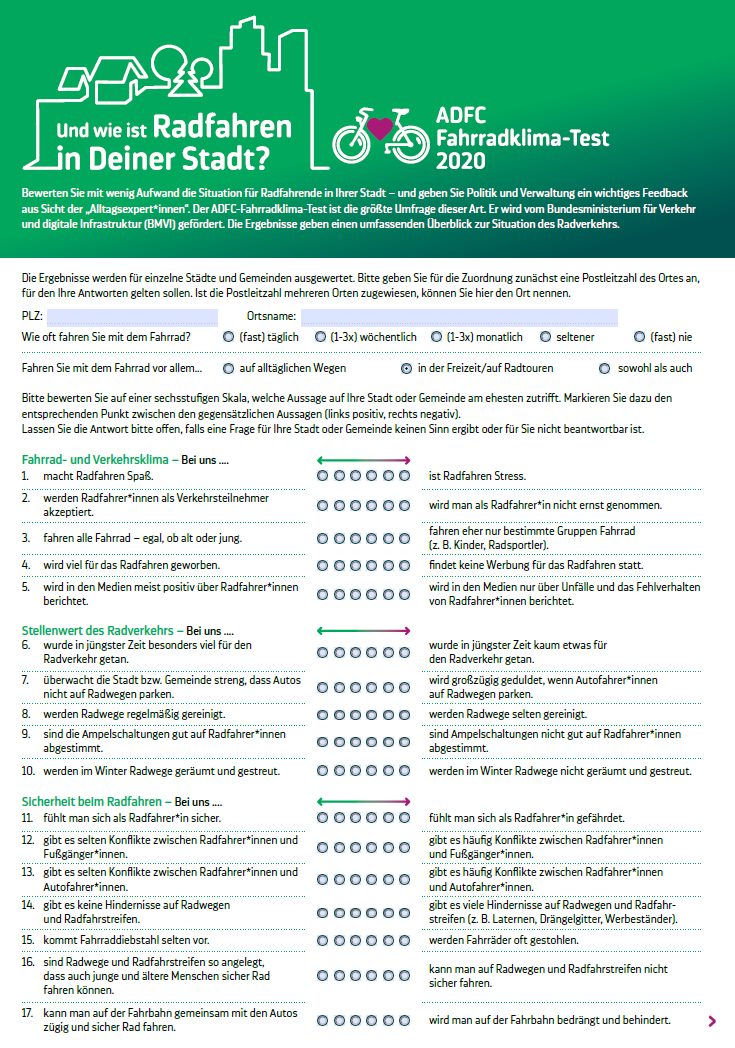 Und wie ist Radfahren
in Deiner Stadt?
ADFC
Fahrradklima-Test
2020
Bewerten Sie mit wenig Aufwand die Situation für Radfahrende in Ihrer Stadt – und geben Sie Politik und Verwaltung ein wichtiges Feedback
aus Sicht der „Alltagsexpert*innen“. Der ADFC-Fahrradklima-Test ist die größte Umfrage dieser Art. Er wird vom Bundesministerium für Verkehr
und digitale Infrastruktur (BMVI) gefördert. Die Ergebnisse geben einen umfassenden Überblick zur Situation des Radverkehrs.
Die Ergebnisse werden für einzelne Städte und Gemeinden ausgewertet. Bitte geben Sie für die Zuordnung zunächst eine Postleitzahl des Ortes an,
für den Ihre Antworten gelten sollen. Ist die Postleitzahl mehreren Orten zugewiesen, können Sie hier den Ort nennen.
PLZ: Ortsname:
Wie oft fahren Sie mit dem Fahrrad? (fast) täglich (1-3x) wöchentlich (1-3x) monatlich seltener (fast) nie
Fahren Sie mit dem Fahrrad vor allem... auf alltäglichen Wegen in der Freizeit/auf Radtouren sowohl als auch
Bitte bewerten Sie auf einer sechsstufigen Skala, welche Aussage auf Ihre Stadt oder Gemeinde am ehesten zutrifft. Markieren Sie dazu den
entsprechenden Punkt zwischen den gegensätzlichen Aussagen (links positiv, rechts negativ).
Lassen Sie die Antwort bitte offen, falls eine Frage für Ihre Stadt oder Gemeinde keinen Sinn ergibt oder für Sie nicht beantwortbar ist.
Fahrrad- und Verkehrsklima – Bei uns ....
1. macht Radfahren Spaß. ist Radfahren Stress.
2. werden Radfahrer*innen als Verkehrsteilnehmer
akzeptiert.
wird man als Radfahrer*in nicht ernst genommen.
3. fahren alle Fahrrad – egal, ob alt oder jung.
fahren eher nur bestimmte Gruppen Fahrrad
(z. B. Kinder, Radsportler).
4. wird viel für das Radfahren geworben. findet keine Werbung für das Radfahren statt.
5. wird in den Medien meist positiv über Radfahrer*innen
berichtet.
wird in den Medien nur über Unfälle und das Fehlverhalten
von Radfahrer*innen berichtet.
Stellenwert des Radverkehrs – Bei uns ....
6. wurde in jüngster Zeit besonders viel für den
Radverkehr getan.
wurde in jüngster Zeit kaum etwas für
den Radverkehr getan.
7. überwacht die Stadt bzw. Gemeinde streng, dass Autos
nicht auf Radwegen parken.
wird großzügig geduldet, wenn Autofahrer*innen
auf Radwegen parken.
8. werden Radwege regelmäßig gereinigt. werden Radwege selten gereinigt.
9. sind die Ampelschaltungen gut auf Radfahrer*innen
abgestimmt.
sind Ampelschaltungen nicht gut auf Radfahrer*innen
abgestimmt.
10. werden im Winter Radwege geräumt und gestreut. werden im Winter Radwege nicht geräumt und gestreut.
Sicherheit beim Radfahren – Bei uns ....
11. fühlt man sich als Radfahrer*in sicher. fühlt man sich als Radfahrer*in gefährdet.
12. gibt es selten Konflikte zwischen Radfahrer*innen und
Fußgänger*innen.
gibt es häufig Konflikte zwischen Radfahrer*innen
und Fußgänger*innen.
13. gibt es selten Konflikte zwischen Radfahrer*innen und
Autofahrer*innen.
gibt es häufig Konflikte zwischen Radfahrer*innen
und Autofahrer*innen.
14. gibt es keine Hindernisse auf Radwegen
und Radfahrstreifen.
gibt es viele Hindernisse auf Radwegen und Radfahr-
streifen (z. B. Laternen, Drängelgitter, Werbeständer).
15. kommt Fahrraddiebstahl selten vor. werden Fahrräder oft gestohlen.
16. sind Radwege und Radfahrstreifen so angelegt,
dass auch junge und ältere Menschen sicher Rad
fahren können.
kann man auf Radwegen und Radfahrstreifen nicht
sicher fahren.
17. kann man auf der Fahrbahn gemeinsam mit den Autos
zügig und sicher Rad fahren.
wird man auf der Fahrbahn bedrängt und behindert.